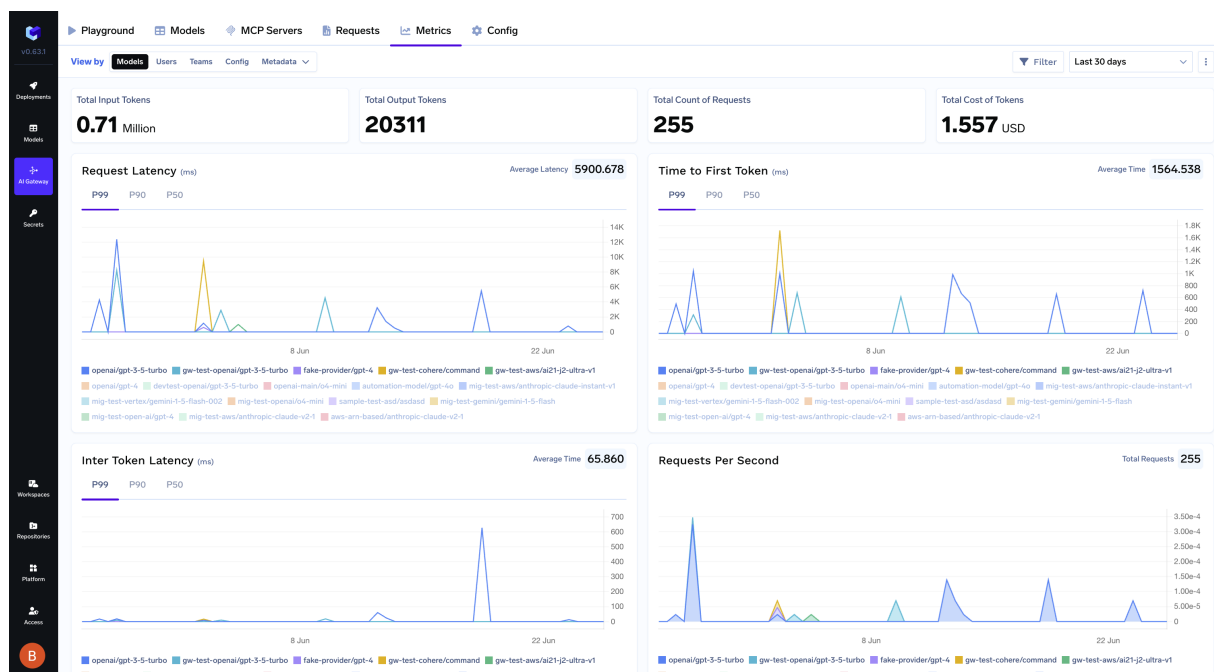 Playground Models MCP Servers Requests Metrics Config
v0.63.1
View by Models Users Teams Config Metadata Filter Last 30 days
Deployments
Models
AI Gateway
Secrets
Workspaces
Repositories
Platform
Access
B
Total Input Tokens
0.71 Million
Total Output Tokens
20311
Total Count of Requests
255
Total Cost of Tokens
1.557 USD
Request Latency (ms) Average Latency 5900.678
P99 P90 P50
14K
12K
10K
8K
6K
4K
2K
0
8 Jun 22 Jun
openai/gpt-3-5-turbo gw-test-openai/gpt-3-5-turbo fake-provider/gpt-4 gw-test-cohere/command gw-test-aws/ai21-j2-ultra-v1
openai/gpt-4 devtest-openai/gpt-3-5-turbo openai-main/o4-mini automation-model/gpt-4o mig-test-aws/anthropic-claude-instant-v1
mig-test-vertex/gemini-1-5-flash-002 mig-test-openai/o4-mini sample-test-asd/asdasd mig-test-gemini/gemini-1-5-flash
mig-test-open-ai/gpt-4 mig-test-aws/anthropic-claude-v2-1 aws-arn-based/anthropic-claude-v2-1
Time to First Token (ms) Average Time 1564.538
P99 P90 P50
1.8K
1.6K
1.4K
1.2K
1K
800
600
400
200
0
8 Jun 22 Jun
openai/gpt-3-5-turbo gw-test-openai/gpt-3-5-turbo fake-provider/gpt-4 gw-test-cohere/command gw-test-aws/ai21-j2-ultra-v1
openai/gpt-4 devtest-openai/gpt-3-5-turbo openai-main/o4-mini automation-model/gpt-4o mig-test-aws/anthropic-claude-instant-v1
mig-test-vertex/gemini-1-5-flash-002 mig-test-openai/o4-mini sample-test-asd/asdasd mig-test-gemini/gemini-1-5-flash
mig-test-open-ai/gpt-4 mig-test-aws/anthropic-claude-v2-1 aws-arn-based/anthropic-claude-v2-1
Inter Token Latency (ms) Average Time 65.860
P99 P90 P50
700
600
500
400
300
200
100
0
8 Jun 22 Jun
openai/gpt-3-5-turbo gw-test-openai/gpt-3-5-turbo fake-provider/gpt-4 gw-test-cohere/command gw-test-aws/ai21-j2-ultra-v1
Requests Per Second Total Requests 255
3.50e-4
3.00e-4
2.50e-4
2.00e-4
1.50e-4
1.00e-4
5.00e-5
0
8 Jun 22 Jun
openai/gpt-3-5-turbo gw-test-openai/gpt-3-5-turbo fake-provider/gpt-4 gw-test-cohere/command gw-test-aws/ai21-j2-ultra-v1